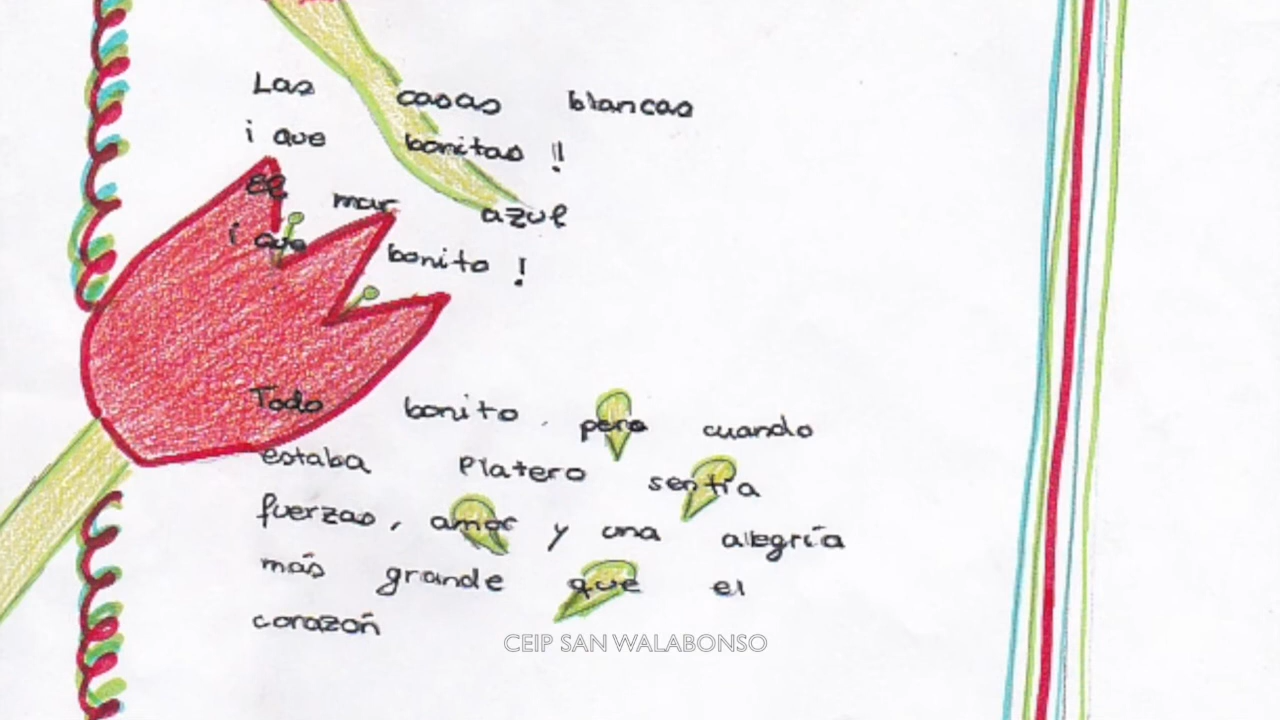 Las casas blancas
¡ que bonitas !!
El mar azul
¡ que bonito !
Todo bonito, pero cuando
estaba Platero sentía
fuerzas, amor y una alegría
más grande que el
corazón
CEIP SAN WALABONSO